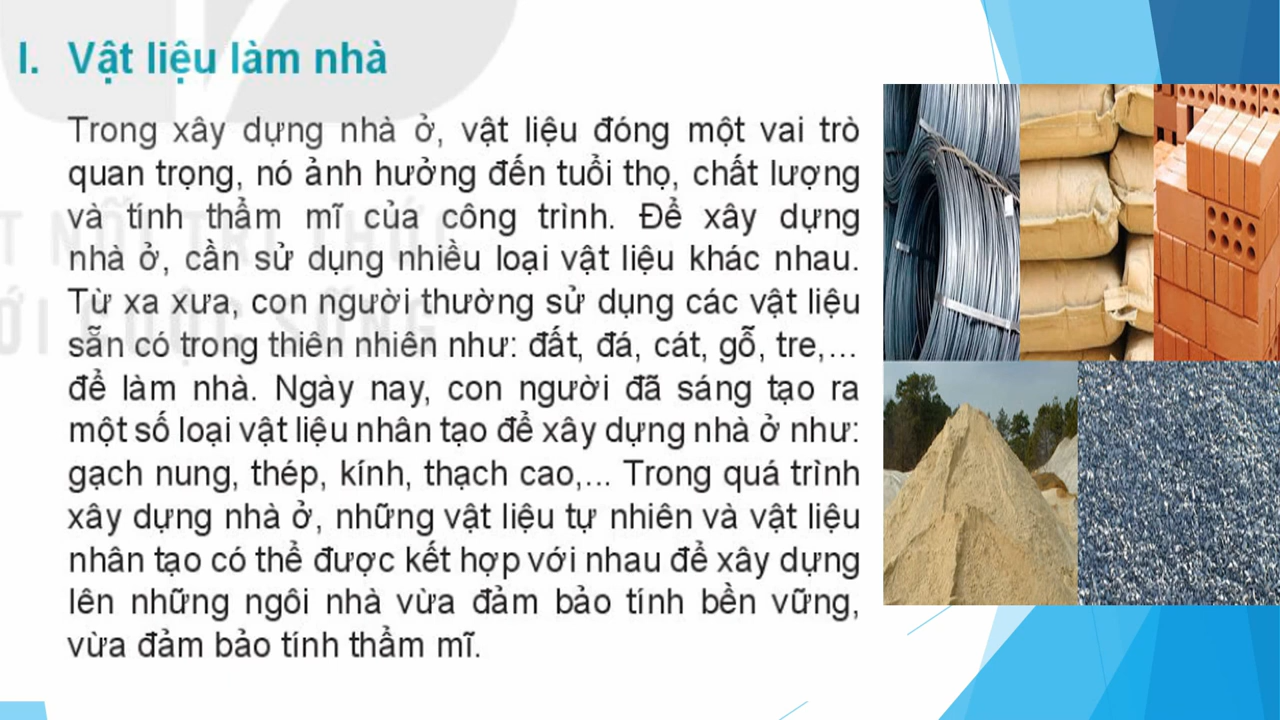 I. Vật liệu làm nhà
Trong xây dựng nhà ở, vật liệu đóng một vai trò
quan trọng, nó ảnh hưởng đến tuổi thọ, chất lượng
và tính thẩm mĩ của công trình. Để xây dựng
nhà ở, cần sử dụng nhiều loại vật liệu khác nhau.
Từ xa xưa, con người thường sử dụng các vật liệu
sẵn có trong thiên nhiên như: đất, đá, cát, gỗ, tre,...
để làm nhà. Ngày nay, con người đã sáng tạo ra
một số loại vật liệu nhân tạo để xây dựng nhà ở như:
gạch nung, thép, kính, thạch cao,... Trong quá trình
xây dựng nhà ở, những vật liệu tự nhiên và vật liệu
nhân tạo có thể được kết hợp với nhau để xây dựng
lên những ngôi nhà vừa đảm bảo tính bền vững,
vừa đảm bảo tính thẩm mĩ.